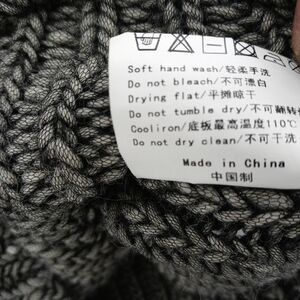 Soft hand wash/轻柔手洗
Do not bleach/不可漂白
Drying flat/平摊晾干
Do not tumble dry/不可翻转
Cooliron/底板最高温度110℃
Do not dry clean/不可干洗
Made in China
中国制